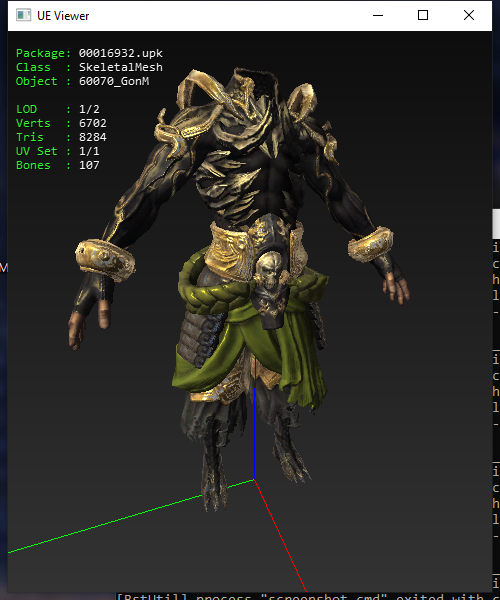 UE Viewer
Package: 00016932.upk
Class : SkeletalMesh
Object : 60070_GonM
LOD : 1/2
Verts : 6702
Tris : 8284
UV Set : 1/1
Bones : 107
M
i
c
h
l
-
i
c
h
l
-
i
c
h
l
-
i
[BstUtil] process "screenshot.cmd" exited with c